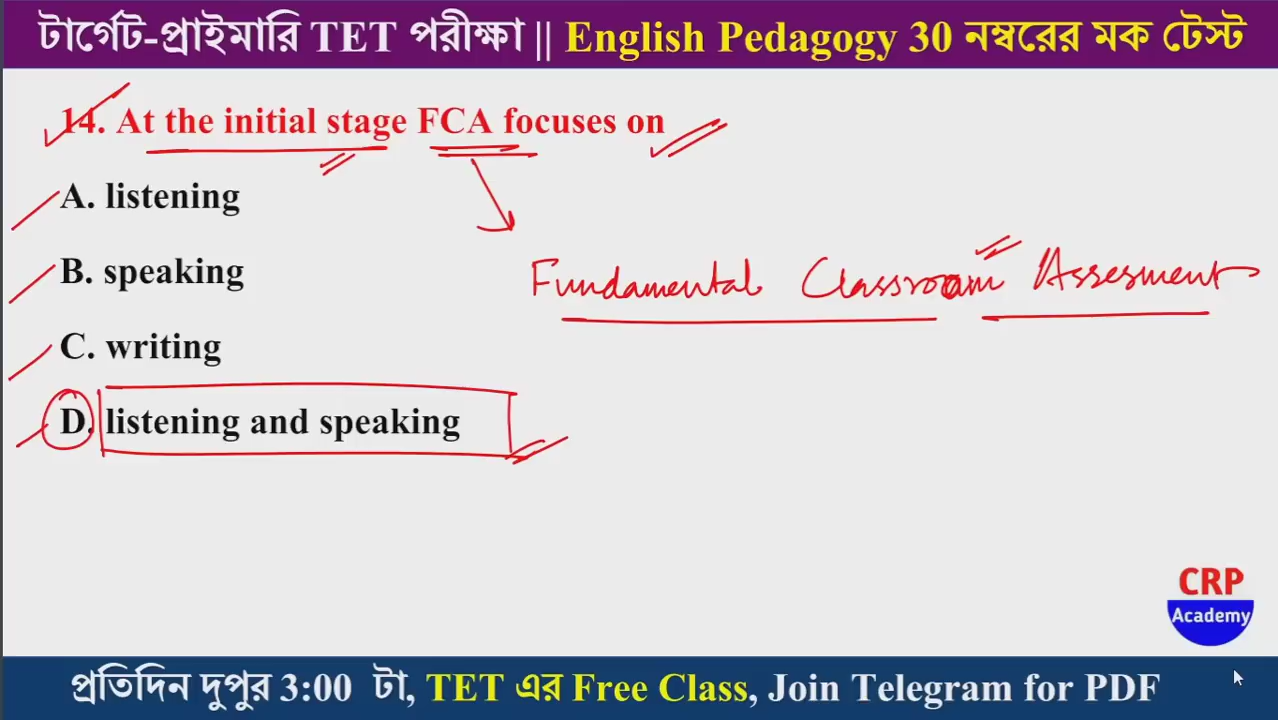 টার্গেট-প্রাইমারি TET পরীক্ষা || English Pedagogy 30 নম্বরের মক টেস্ট
14. At the initial stage FCA focuses on
A. listening
B. speaking
Fundamental Classroom Assesment
C. writing
D. listening and speaking
CRP
Academy
প্রতিদিন দুপুর 3:00 টা, TET এর Free Class, Join Telegram for PDF